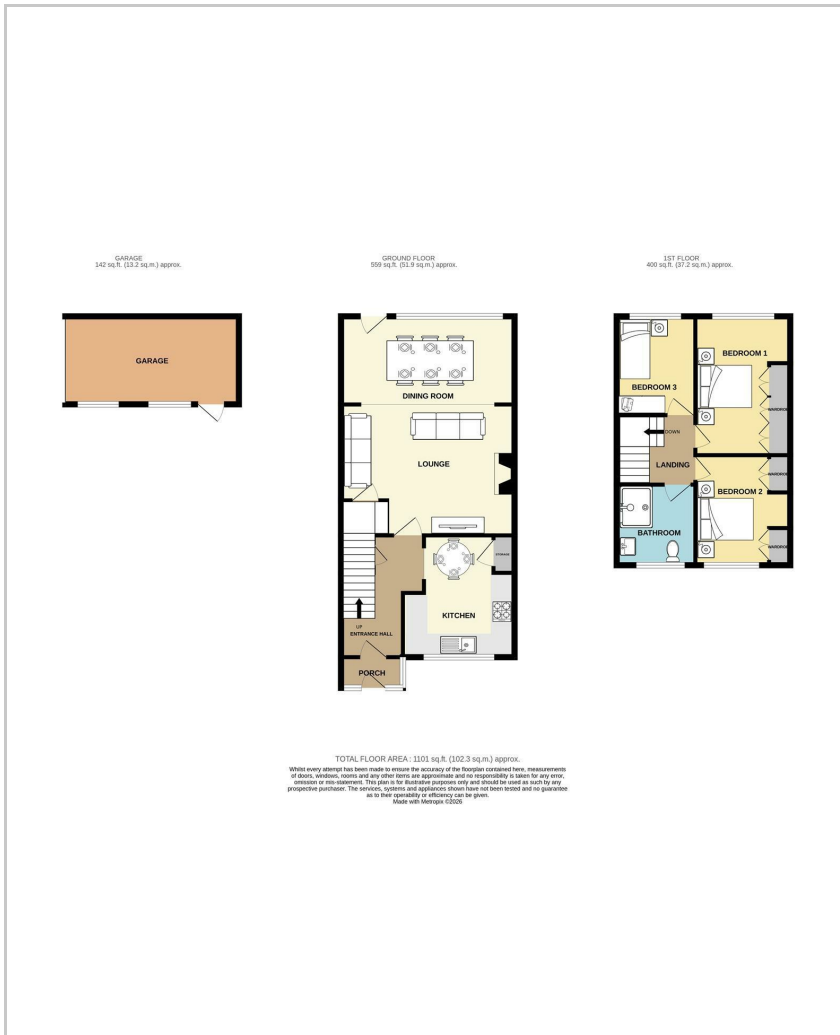 GARAGE
142 sq.ft. (13.2 sq.m.) approx.
GROUND FLOOR
559 sq.ft. (51.9 sq.m.) approx.
1ST FLOOR
400 sq.ft. (37.2 sq.m.) approx.
GARAGE
DINING ROOM
LOUNGE
STORAGE
KITCHEN
UP
ENTRANCE HALL
PORCH
BEDROOM 1
BEDROOM 3
WARDROBE
DOWN
LANDING
WARDROBE
BEDROOM 2
BATHROOM
WARDROBE
TOTAL FLOOR AREA : 1101 sq.ft. (102.3 sq.m.) approx.
Whilst every attempt has been made to ensure the accuracy of the floorplan contained here, measurements
of doors, windows, rooms and any other items are approximate and no responsibility is taken for any error,
omission or mis-statement. This plan is for illustrative purposes only and should be used as such by any
prospective purchaser. The services, systems and appliances shown have not been tested and no guarantee
as to their operability or efficiency can be given.
Made with Metropix ©2026